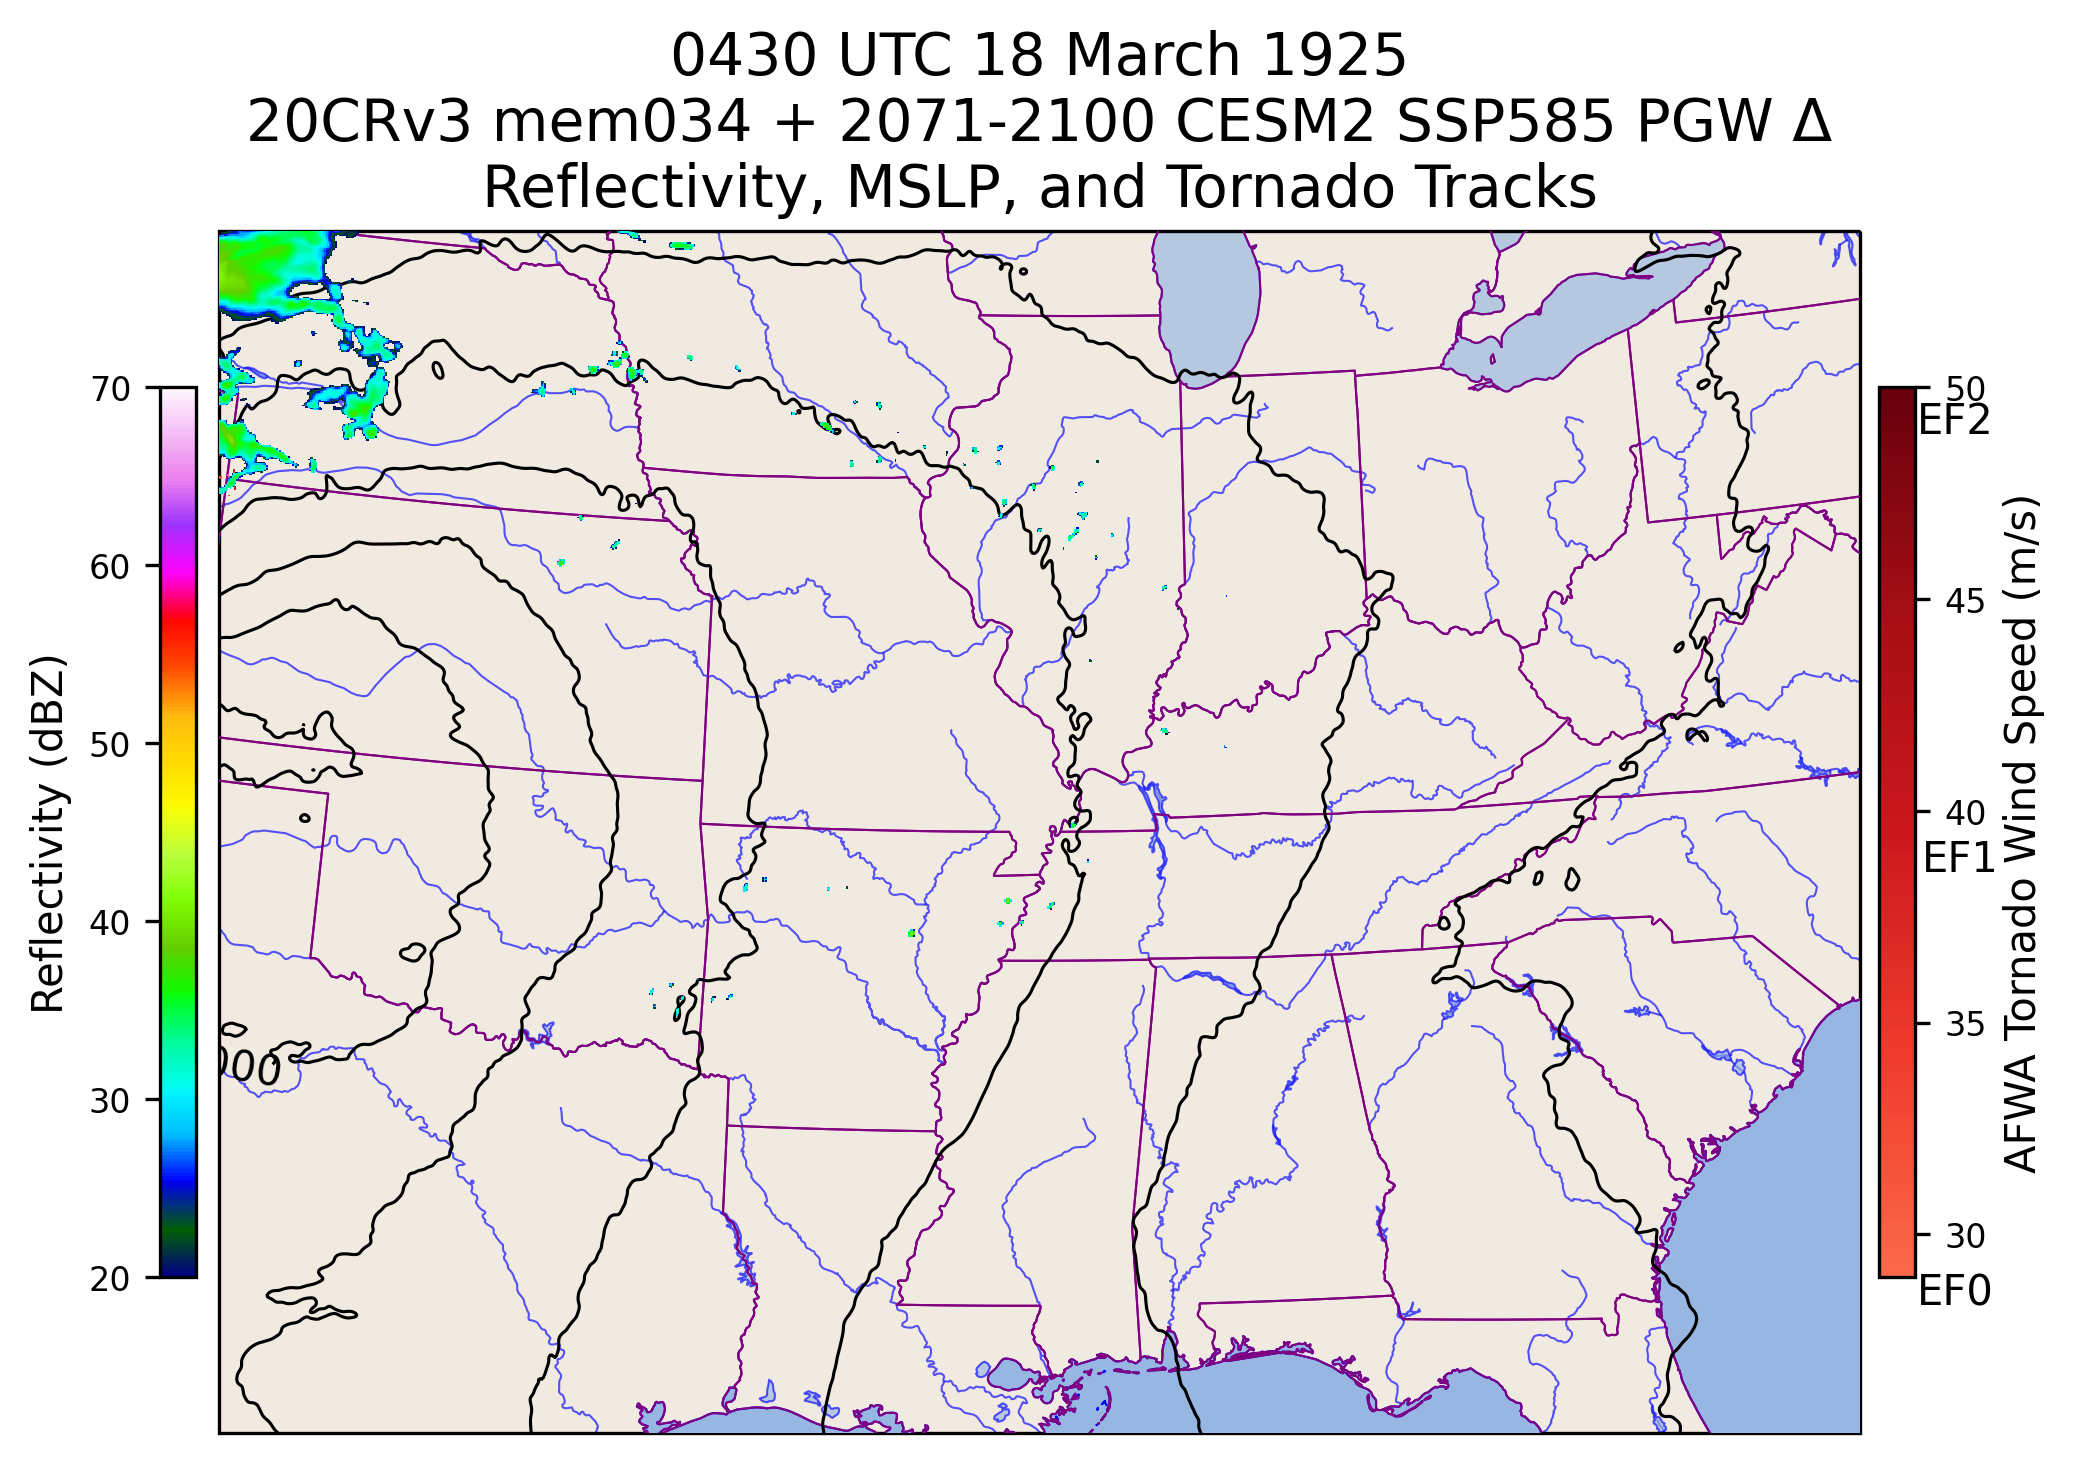 0430 UTC 18 March 1925
20CRv3 mem034 + 2071-2100 CESM2 SSP585 PGW Δ
Reflectivity, MSLP, and Tornado Tracks
70
60
50
40
30
20
Reflectivity (dBZ)
000
50
EF2
45
40
EF1
35
30
EF0
AFWA Tornado Wind Speed (m/s)